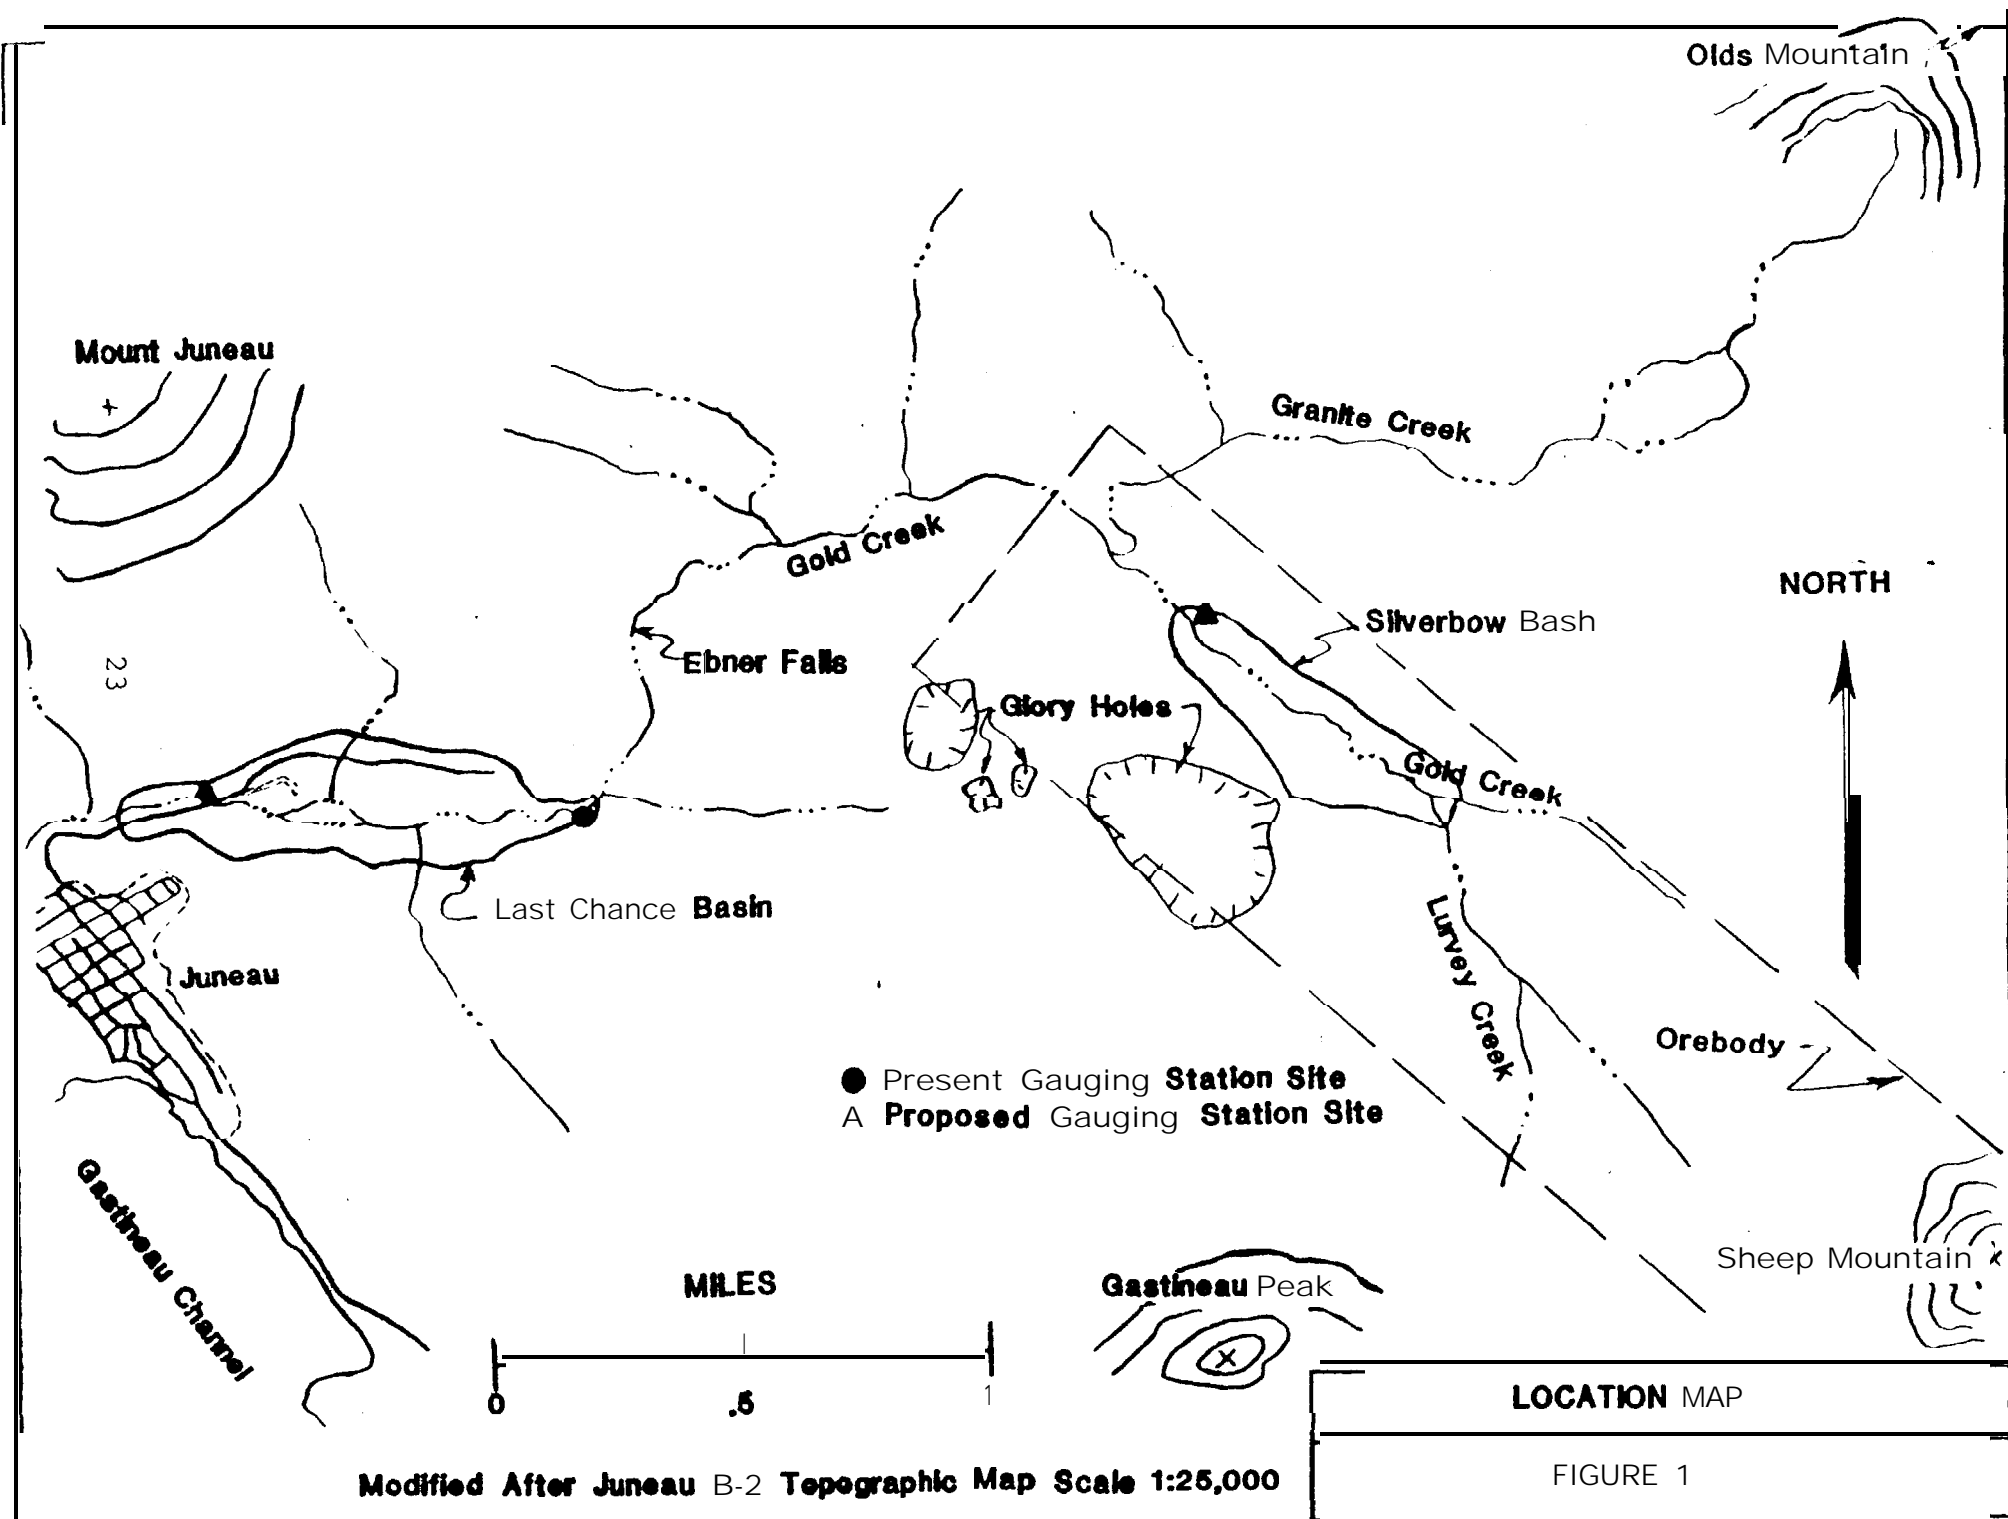 Olds Mountain
Mount Juneau
Granite Creek
Gold Creek
NORTH
Silverbow Bash
Ebner Falls
23
Glory Holes
Gold Creek
Last Chance Basin
Lurvey Creek
Juneau
Orebody
Present Gauging Station Site
A Proposed Gauging Station Site
Gastineau Channel
Sheep Mountain
MILES
Gastineau Peak
0 .5 1
LOCATION MAP
Modified After Juneau B-2 Topographic Map Scale 1:25,000
FIGURE 1